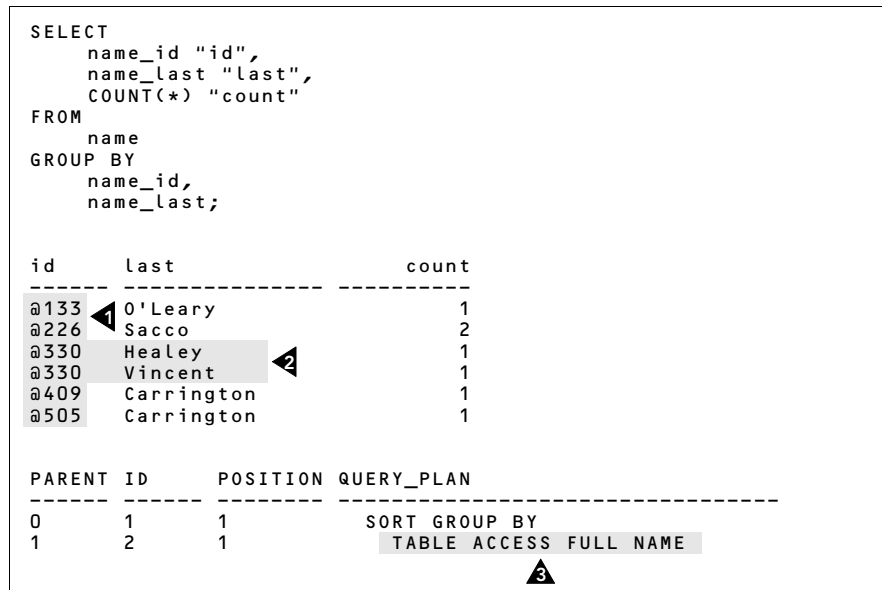 SELECT
name_id “id”,
name_last “last”,
COUNT(*) “count”
FROM
name
GROUP BY
name_id,
name_last;
id last count
------ --------------- ----------
@133 1 O'Leary 1
@226 Sacco 2
@330 Healey 1
@330 Vincent 2 1
@409 Carrington 1
@505 Carrington 1
PARENT ID POSITION QUERY_PLAN
------ ------ -------- ----------------------------------
0 1 1 SORT GROUP BY
1 2 1 TABLE ACCESS FULL NAME
3